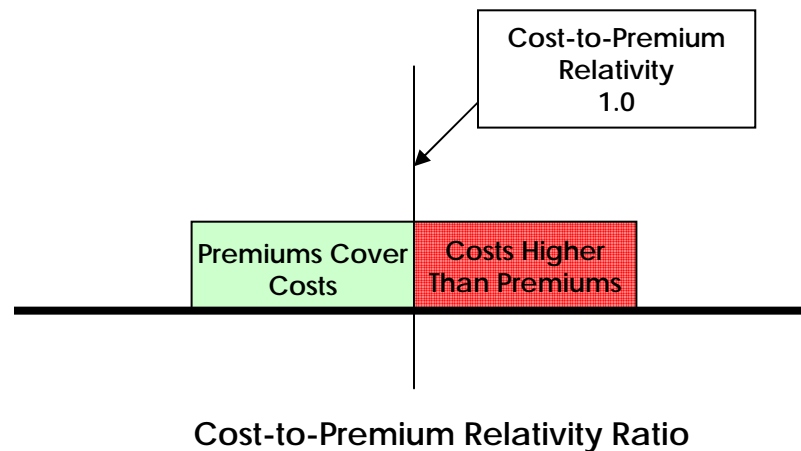 Cost-to-Premium
Relativity
1.0
Premiums Cover
Costs
Costs Higher
Than Premiums
Cost-to-Premium Relativity Ratio